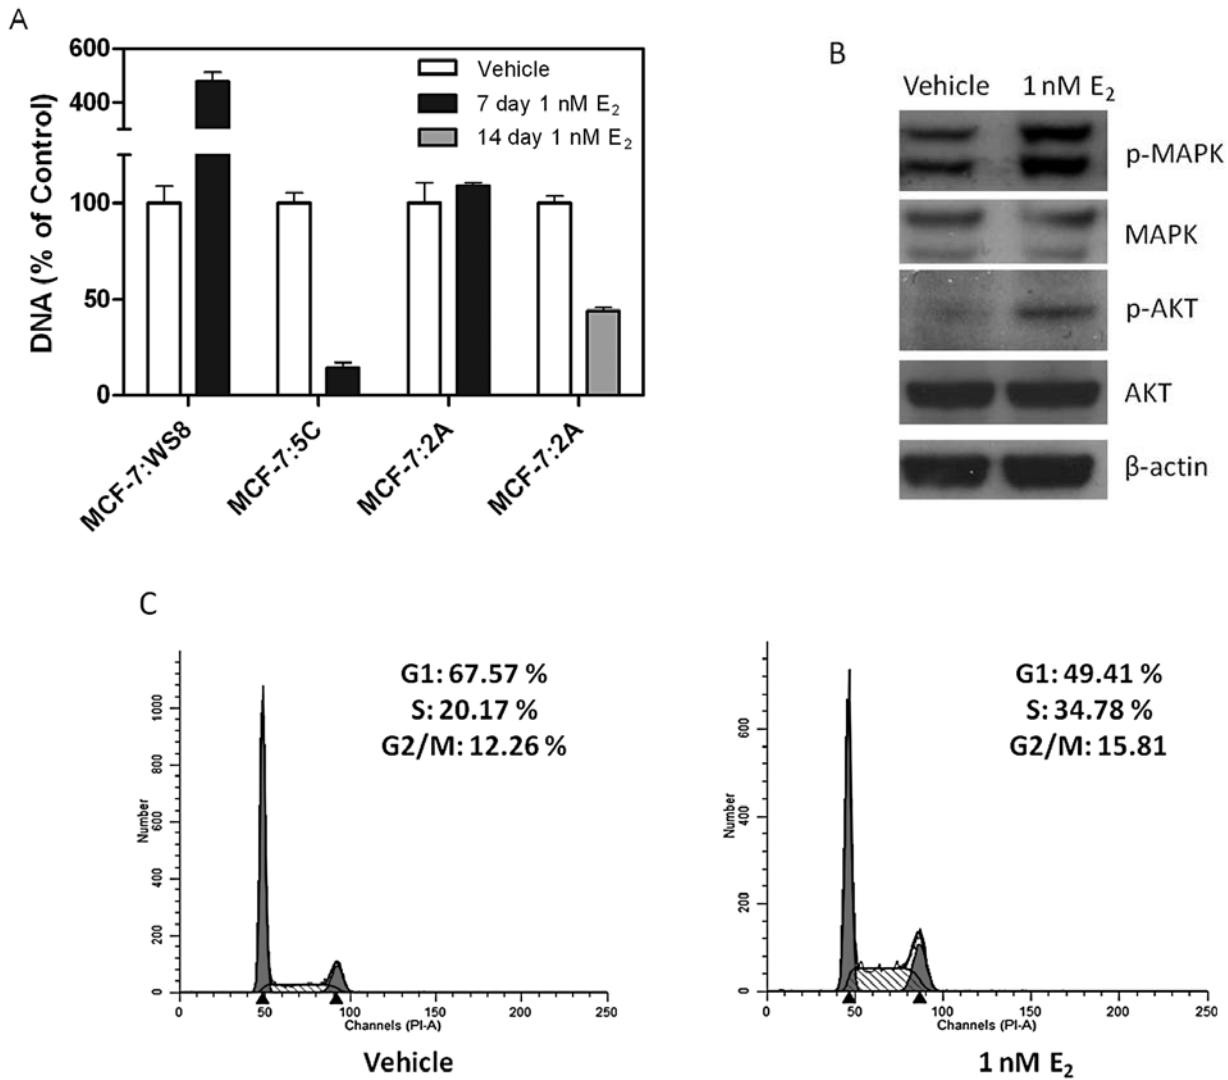 A
600
400
100
50
0
DNA (% of Control)
Vehicle
7 day 1 nM E₂
14 day 1 nM E₂
MCF-7:WS8
MCF-7:5C
MCF-7:2A
MCF-7:2A
B
Vehicle 1 nM E₂
p-MAPK
MAPK
p-AKT
AKT
β-actin
C
G1: 67.57 %
S: 20.17 %
G2/M: 12.26 %
Number
1000
800
600
400
200
0
0 50 100 150 200 250
Channels (PI-A)
Vehicle
G1: 49.41 %
S: 34.78 %
G2/M: 15.81
Number
600
400
200
0
0 50 100 150 200 250
Channels (PI-A)
1 nM E₂